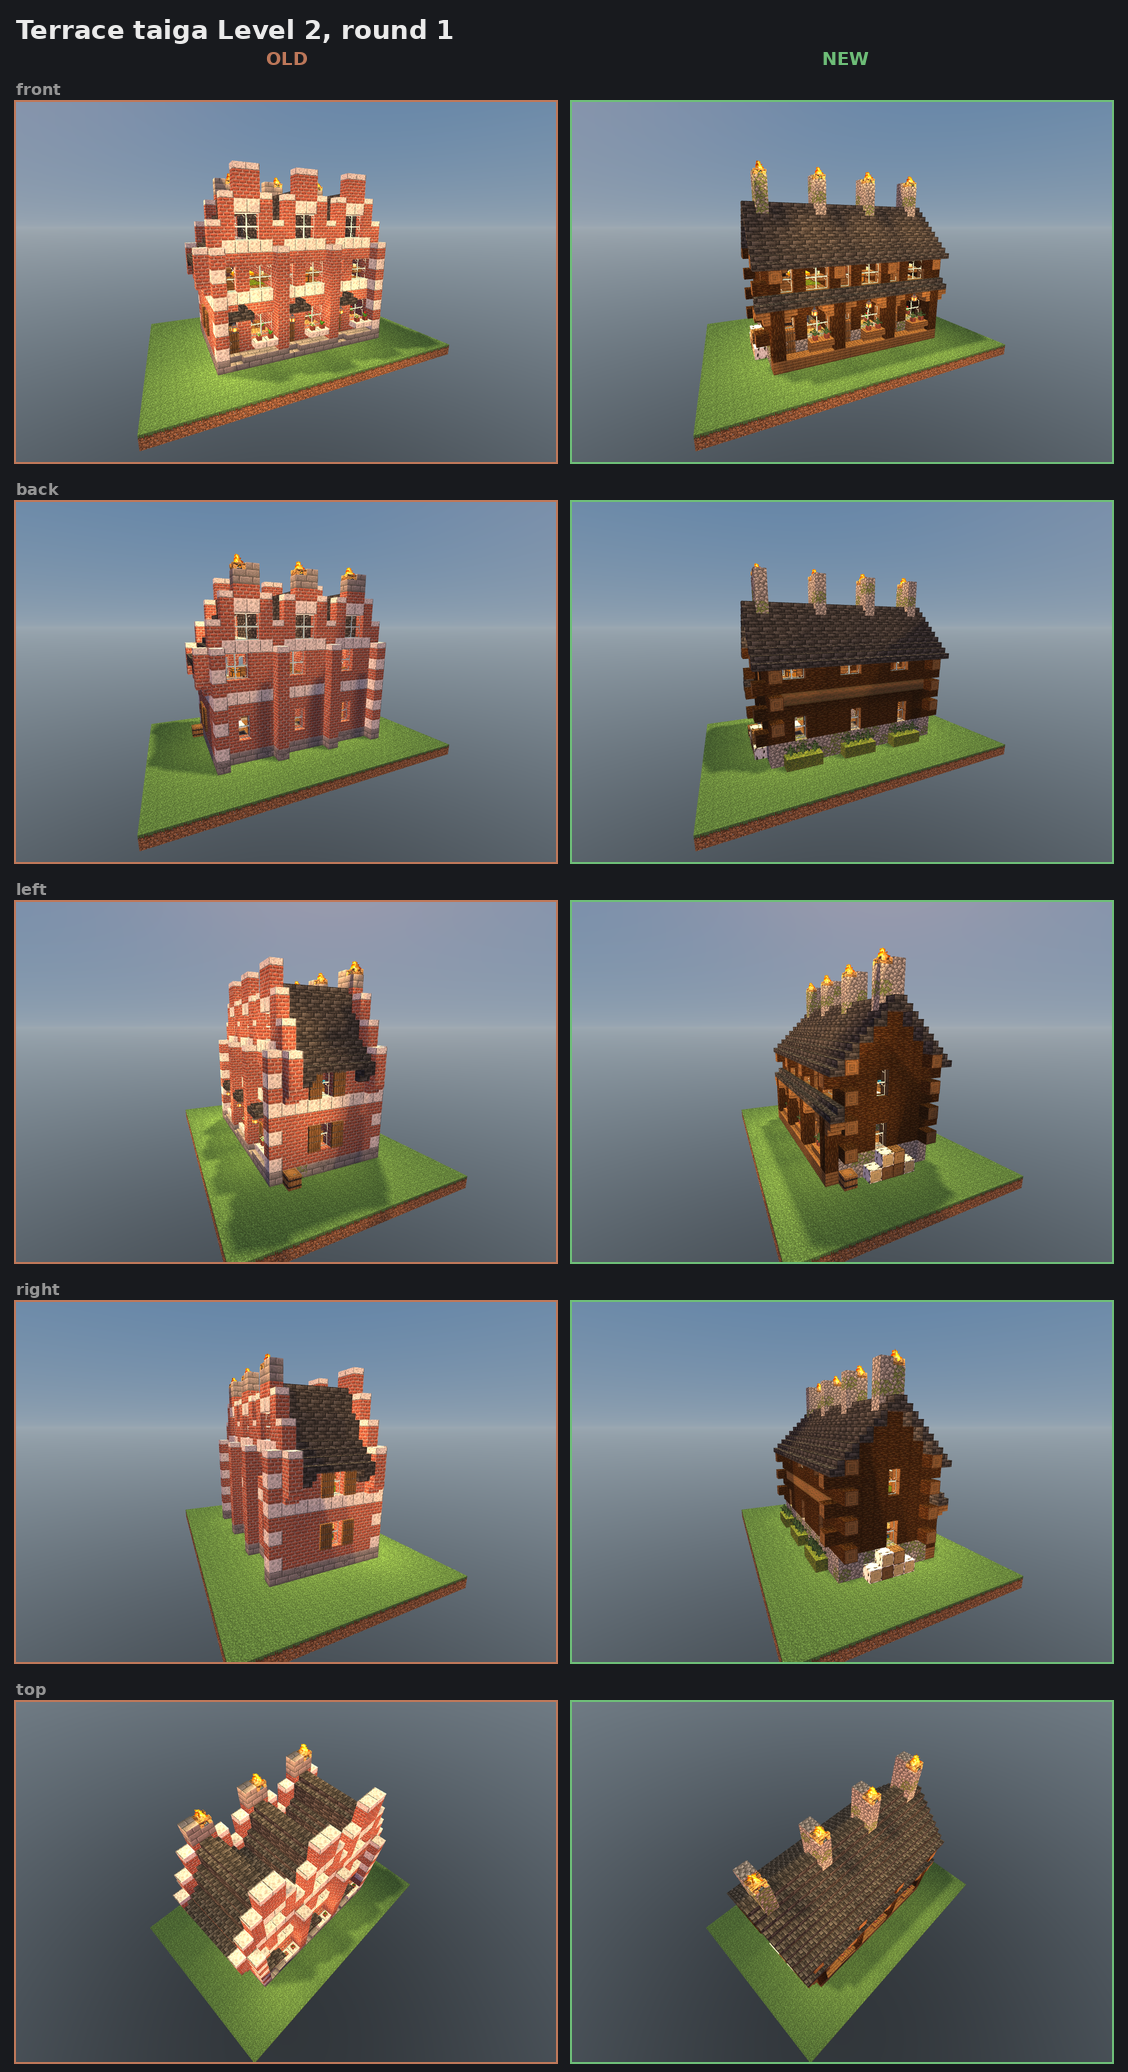 Terrace taiga Level 2, round 1
OLD
NEW
front
back
left
right
top